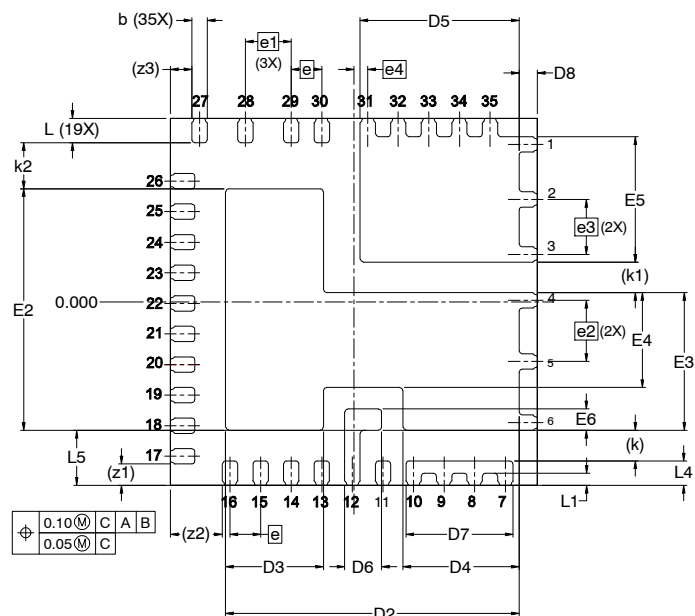 b (35X)
D5
e1
(3X)
e
e4
(z3)
D8
27
28
29
30
31
32
33
34
35
L (19X)
1
k2
26
2
25
E5
24
e3 (2X)
3
23
(k1)
0.000
22
4
E2
21
e2 (2X)
E4
E3
20
5
19
18
E6
6
L5
17
(k)
(z1)
L4
16
15
14
13
12
11
10
9
8
7
L1
0.10 Ⓜ C A B
0.05 Ⓜ C
(z2)
e
D7
D3
D6
D4
D2